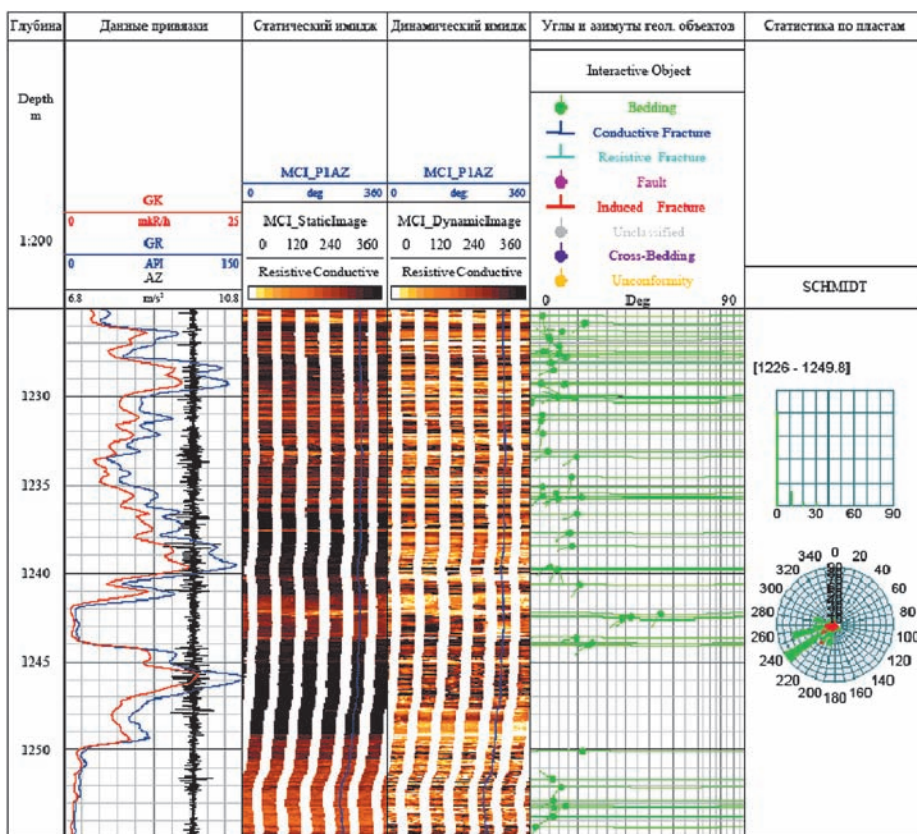 Глубина
Данные привязки
Статический имидж
Динамический имидж
Углы и азимуты геол. объектов
Статистика по пластам
Depth
m
1:200
GK
0 mkR/h 25
GR
0 API 150
AZ
6.8 m/s² 10.8
MCI_P1AZ
0 deg 360
MCI_StaticImage
0 120 240 360
Resistive Conductive
MCI_P1AZ
0 deg 360
MCI_DynamicImage
0 120 240 360
Resistive Conductive
Interactive Object
Bedding
Conductive Fracture
Resistive Fracture
Fault
Induced Fracture
Unclassified
Cross-Bedding
Unconformity
0 Deg 90
SCHMIDT
1230
1235
1240
1245
1250
[1226 - 1249.8]
0 30 60 90
0
20
40
60
80
100
120
140
160
180
200
220
240
260
280
300
320
340